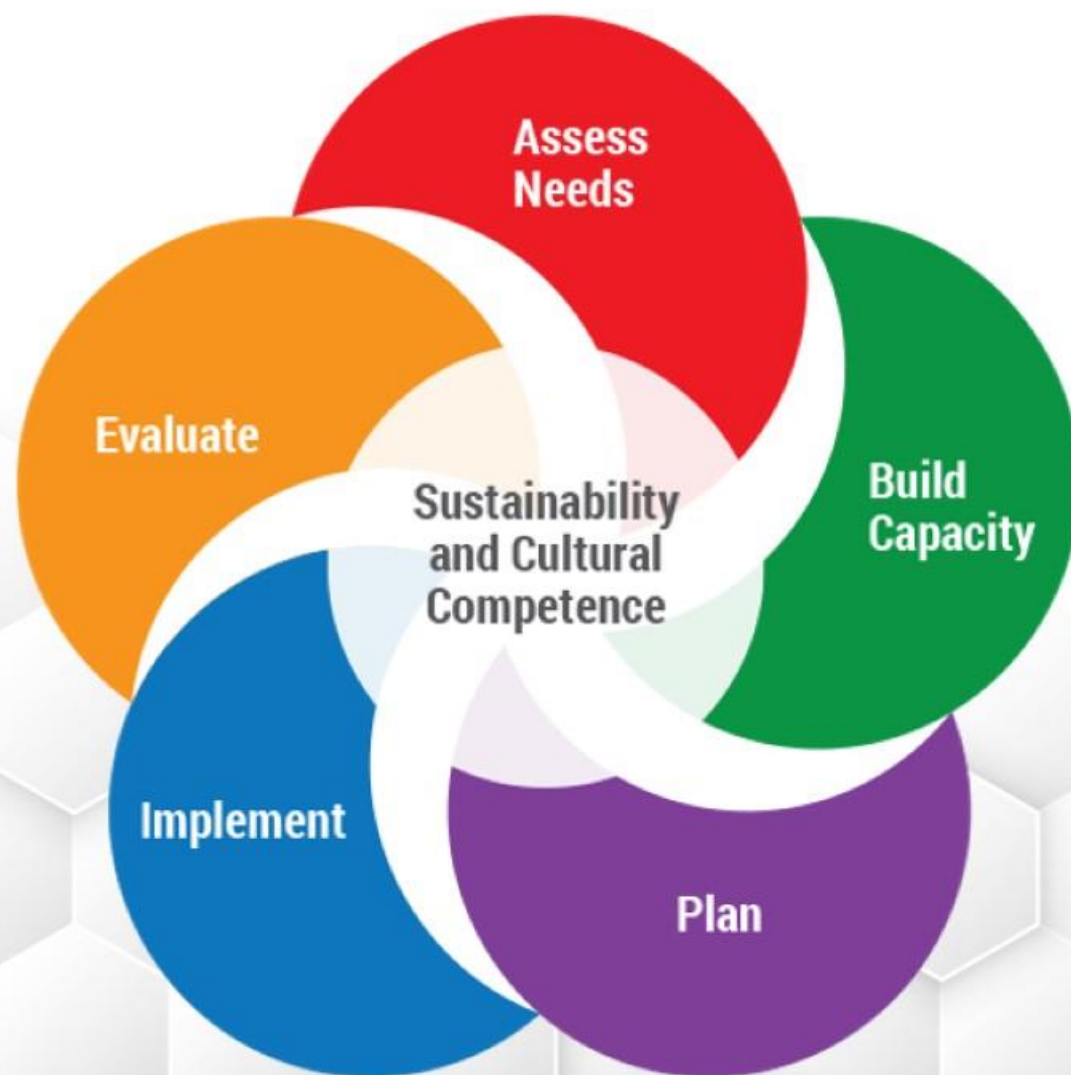 Assess
Needs
Build
Capacity
Plan
Implement
Evaluate
Sustainability
and Cultural
Competence